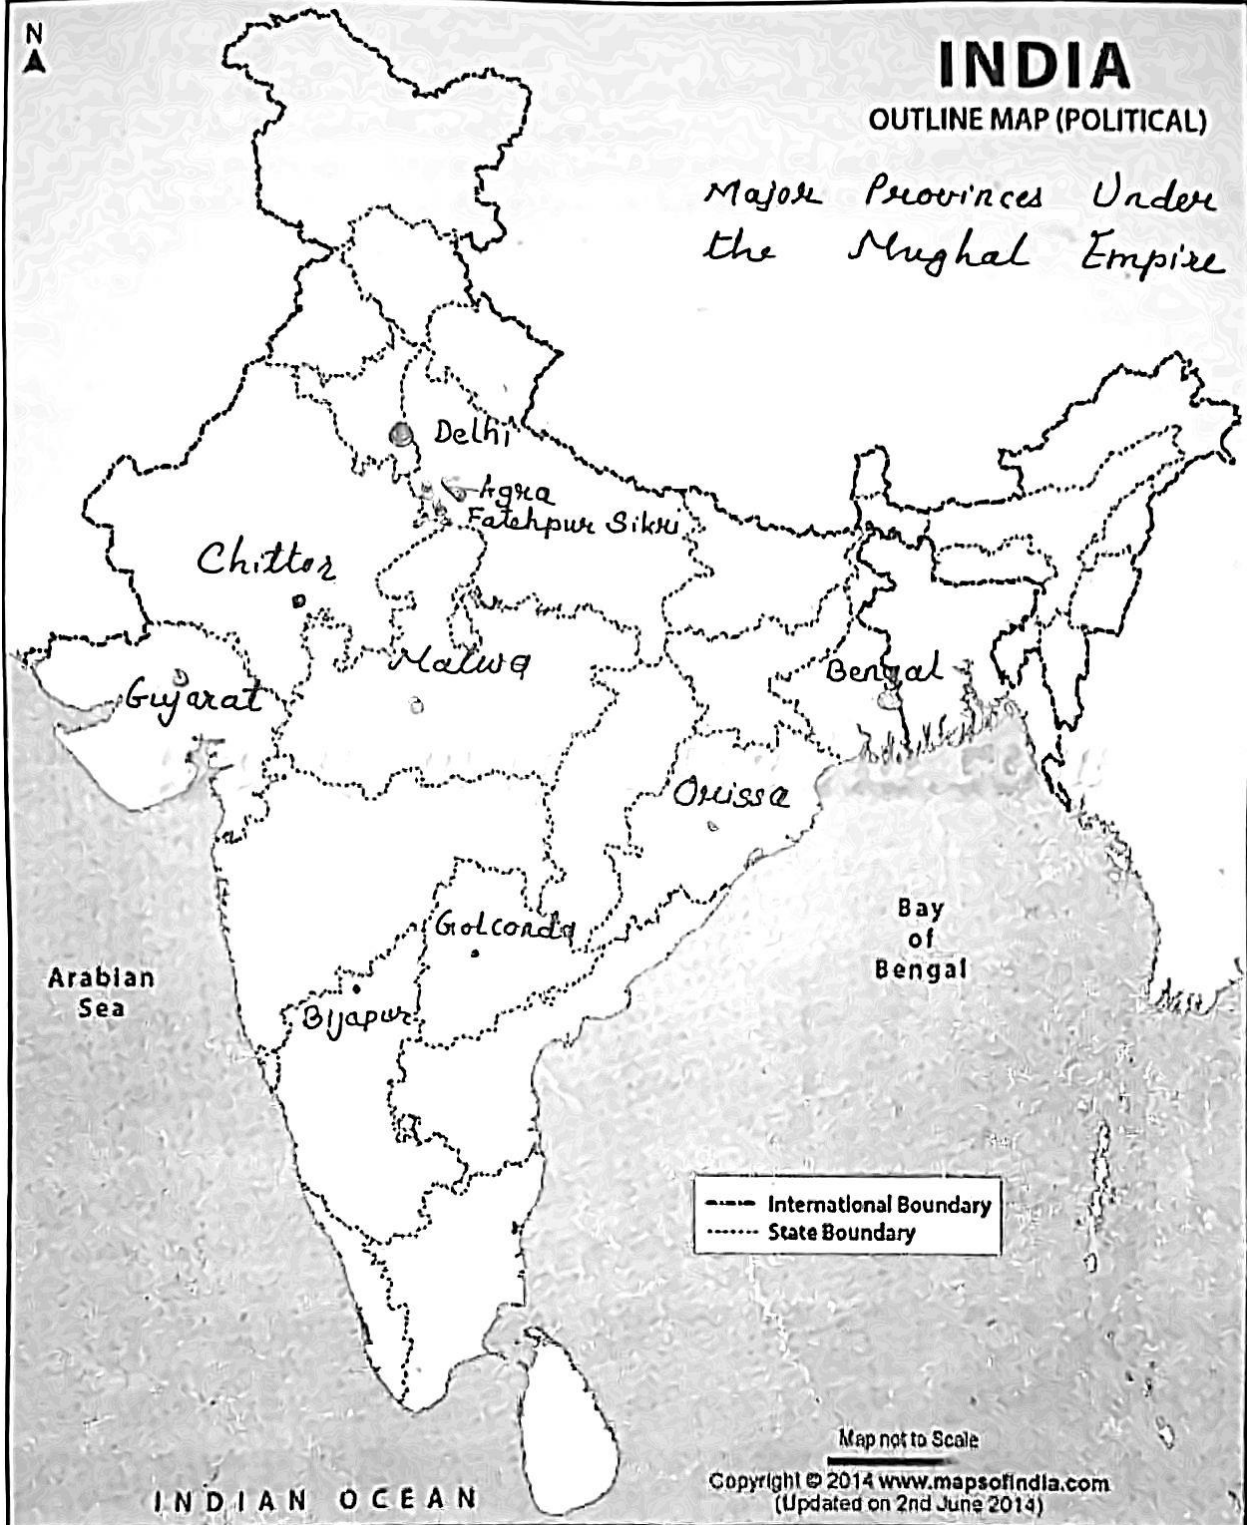 N
INDIA
OUTLINE MAP (POLITICAL)
Major Provinces Under
the Mughal Empire
Delhi
Agra
Fatehpur Sikri
Chittor
Malwa
Gujarat
Bengal
Orissa
Golconda
Bijapur
Arabian
Sea
Bay
of
Bengal
International Boundary
State Boundary
Map not to Scale
Copyright © 2014 www.mapsofindia.com
(Updated on 2nd June 2014)
INDIAN OCEAN